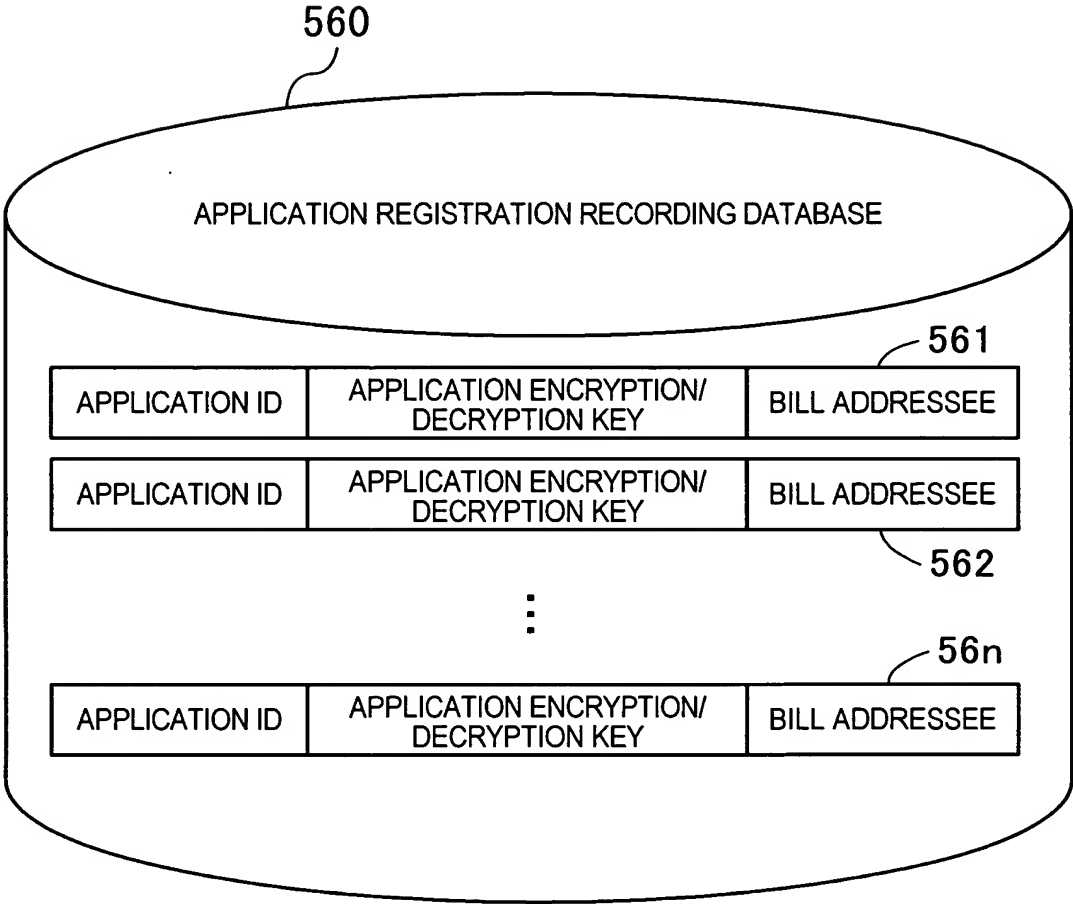 560
APPLICATION REGISTRATION RECORDING DATABASE
561
APPLICATION ID
APPLICATION ENCRYPTION/
DECRYPTION KEY
BILL ADDRESSEE
APPLICATION ID
APPLICATION ENCRYPTION/
DECRYPTION KEY
BILL ADDRESSEE
562
⋮
56n
APPLICATION ID
APPLICATION ENCRYPTION/
DECRYPTION KEY
BILL ADDRESSEE